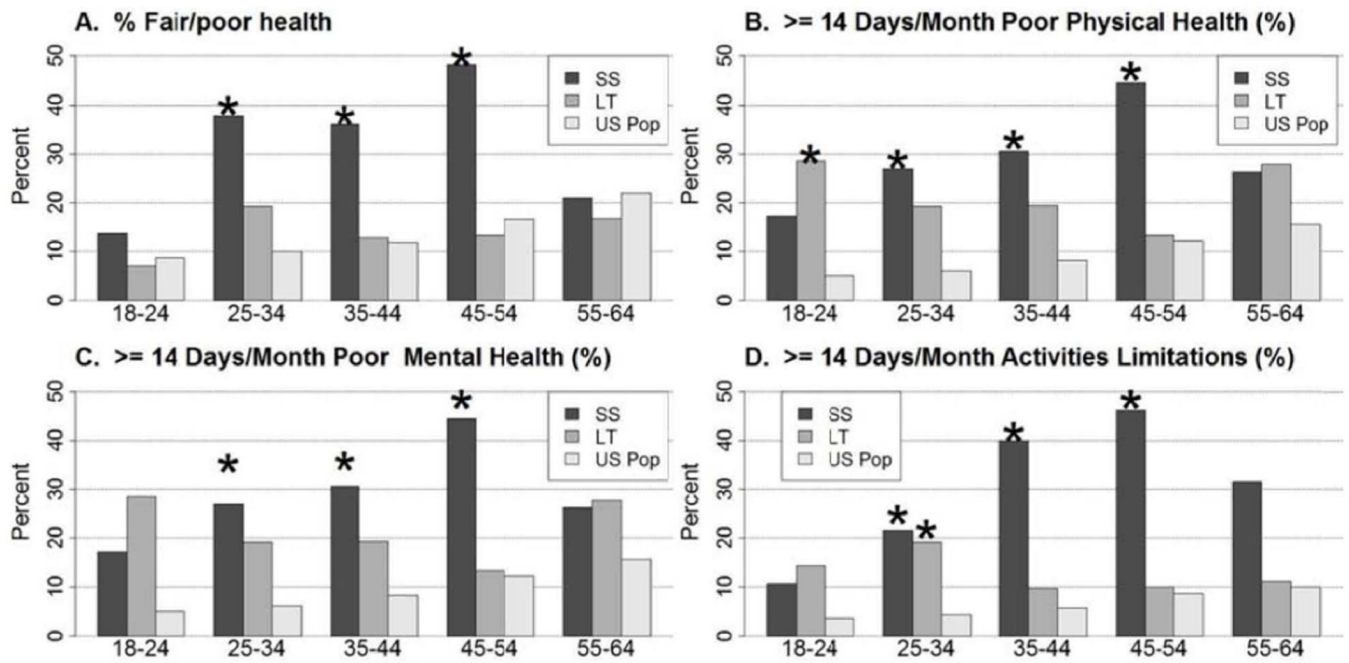 A. % Fair/poor health
Percent
50
40
30
20
10
0
SS
LT
US Pop
* * *
18-24 25-34 35-44 45-54 55-64
B. >= 14 Days/Month Poor Physical Health (%)
Percent
50
40
30
20
10
0
SS
LT
US Pop
* * * *
18-24 25-34 35-44 45-54 55-64
C. >= 14 Days/Month Poor Mental Health (%)
Percent
50
40
30
20
10
0
SS
LT
US Pop
* * *
18-24 25-34 35-44 45-54 55-64
D. >= 14 Days/Month Activities Limitations (%)
Percent
50
40
30
20
10
0
SS
LT
US Pop
* * * *
18-24 25-34 35-44 45-54 55-64